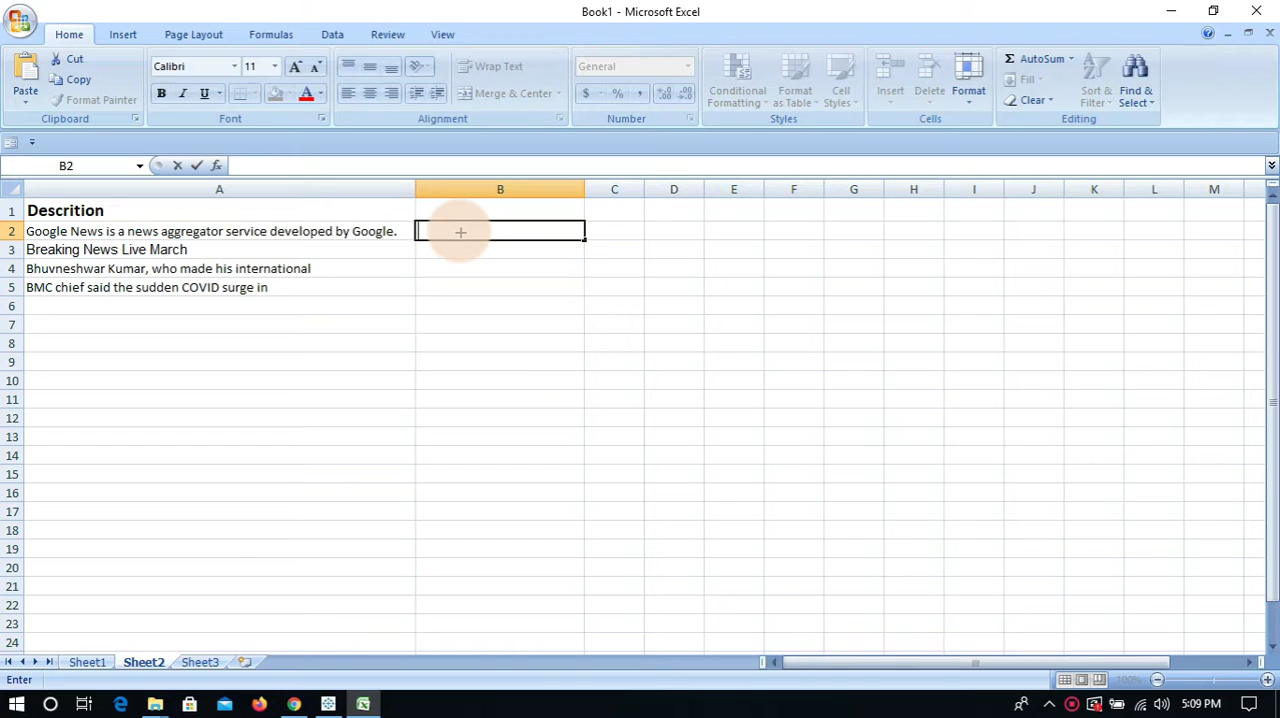 Book1 - Microsoft Excel
Home Insert Page Layout Formulas Data Review View
Paste Cut Copy Format Painter
Clipboard
Calibri 11 A A
B I U A
Font
Wrap Text
Merge & Center
Alignment
General
$ % ,
Number
Conditional Formatting Format as Table Cell Styles
Styles
Insert Delete Format
Cells
Σ AutoSum
Fill
Clear
Sort & Filter Find & Select
Editing
B2 fx
A B C D E F G H I J K L M
1 Descrition
2 Google News is a news aggregator service developed by Google.
3 Breaking News Live March
4 Bhuvneshwar Kumar, who made his international
5 BMC chief said the sudden COVID surge in
6
7
8
9
10
11
12
13
14
15
16
17
18
19
20
21
22
23
24
Sheet1 Sheet2 Sheet3
Enter 100%
5:09 PM